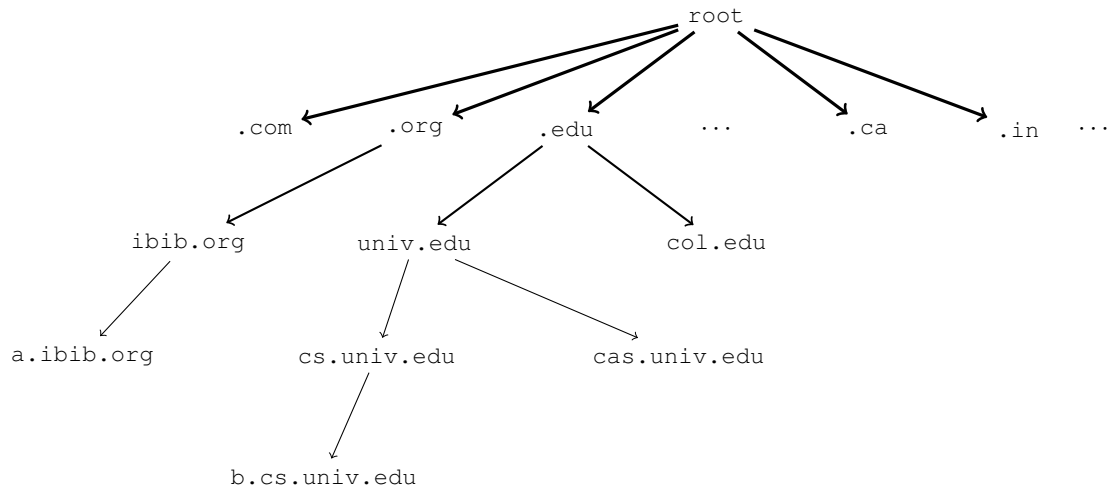 root
.com .org .edu ... .ca .in ...
ibib.org univ.edu col.edu
a.ibib.org cs.univ.edu cas.univ.edu
b.cs.univ.edu